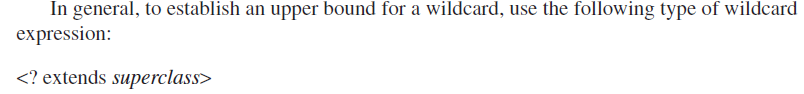 In general, to establish an upper bound for a wildcard, use the following type of wildcard
expression:
<? extends superclass>